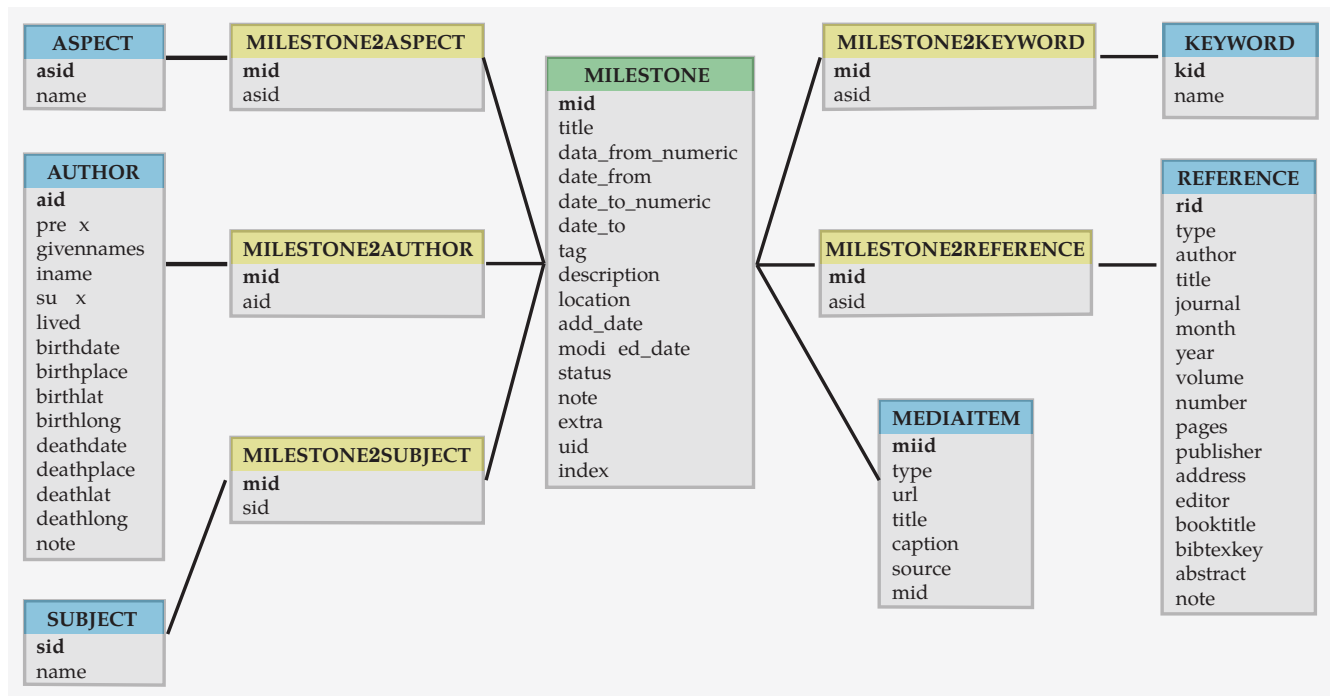 ASPECT
asid
name
MILESTONE2ASPECT
mid
asid
MILESTONE
mid
title
data_from_numeric
date_from
date_to_numeric
date_to
tag
description
location
add_date
modi ed_date
status
note
extra
uid
index
MILESTONE2KEYWORD
mid
asid
KEYWORD
kid
name
AUTHOR
aid
pre x
givennames
iname
su x
lived
birthdate
birthplace
birthlat
birthlong
deathdate
deathplace
deathlat
deathlong
note
MILESTONE2AUTHOR
mid
aid
MILESTONE2REFERENCE
mid
asid
REFERENCE
rid
type
author
title
journal
month
year
volume
number
pages
publisher
address
editor
booktitle
bibtexkey
abstract
note
MILESTONE2SUBJECT
mid
sid
MEDIAITEM
miid
type
url
title
caption
source
mid
SUBJECT
sid
name